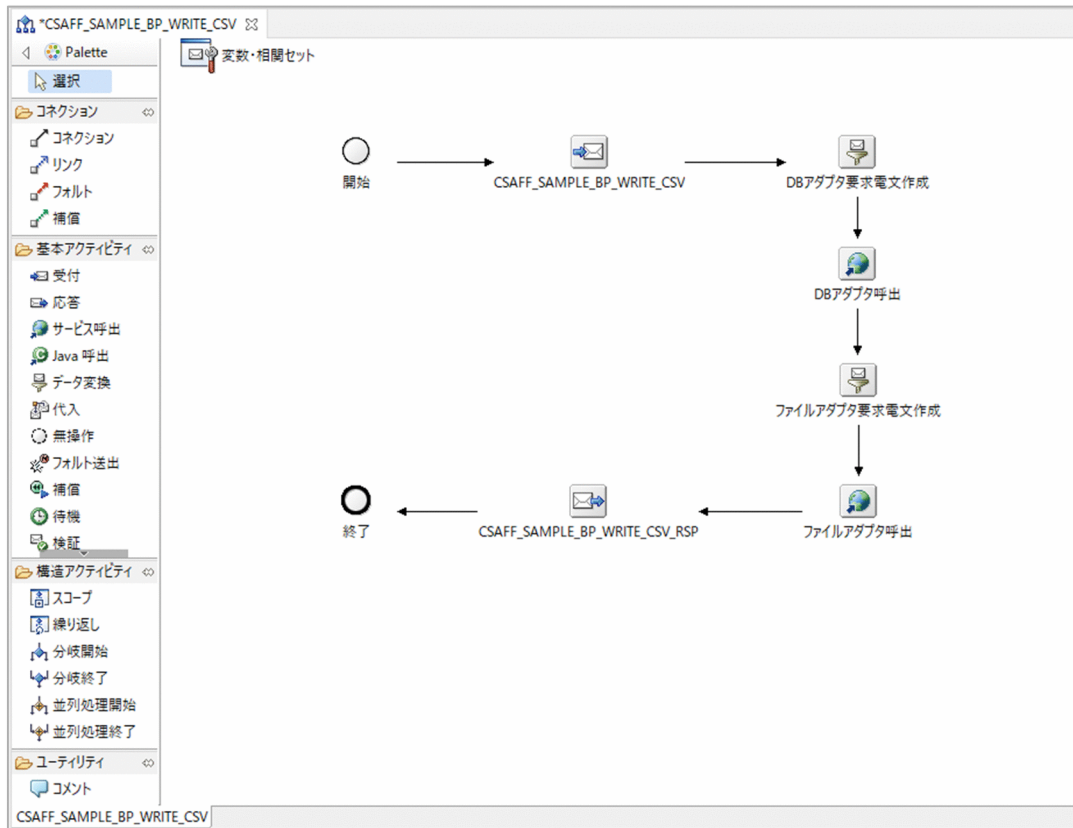 *CSAFF_SAMPLE_BP_WRITE_CSV
Palette
選択
コネクション
コネクション
リンク
フォルト
補償
基本アクティビティ
受付
応答
サービス呼出
Java 呼出
データ変換
代入
無操作
フォルト送出
補償
待機
検証
構造アクティビティ
スコープ
繰り返し
分岐開始
分岐終了
並列処理開始
並列処理終了
ユーティリティ
コメント
変数・相関セット
開始
CSAFF_SAMPLE_BP_WRITE_CSV
DBアダプタ要求電文作成
DBアダプタ呼出
ファイルアダプタ要求電文作成
ファイルアダプタ呼出
CSAFF_SAMPLE_BP_WRITE_CSV_RSP
終了
CSAFF_SAMPLE_BP_WRITE_CSV